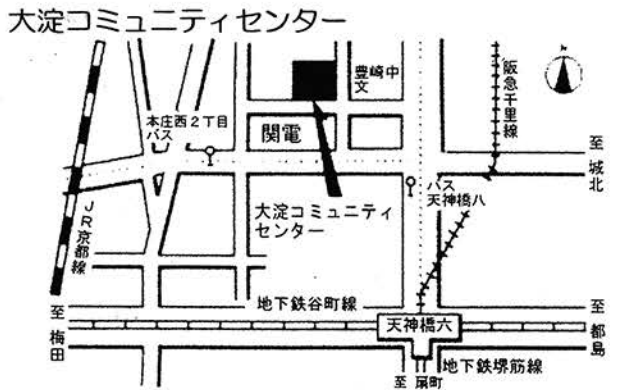 大淀コミュニティセンター
豊崎中
文
阪急千里線
N
本庄西2丁目
バス
関電
至城北
バス
天神橋八
大淀コミュニティ
センター
JR京都線
地下鉄谷町線
至梅田
天神橋六
至都島
地下鉄堺筋線
至扇町